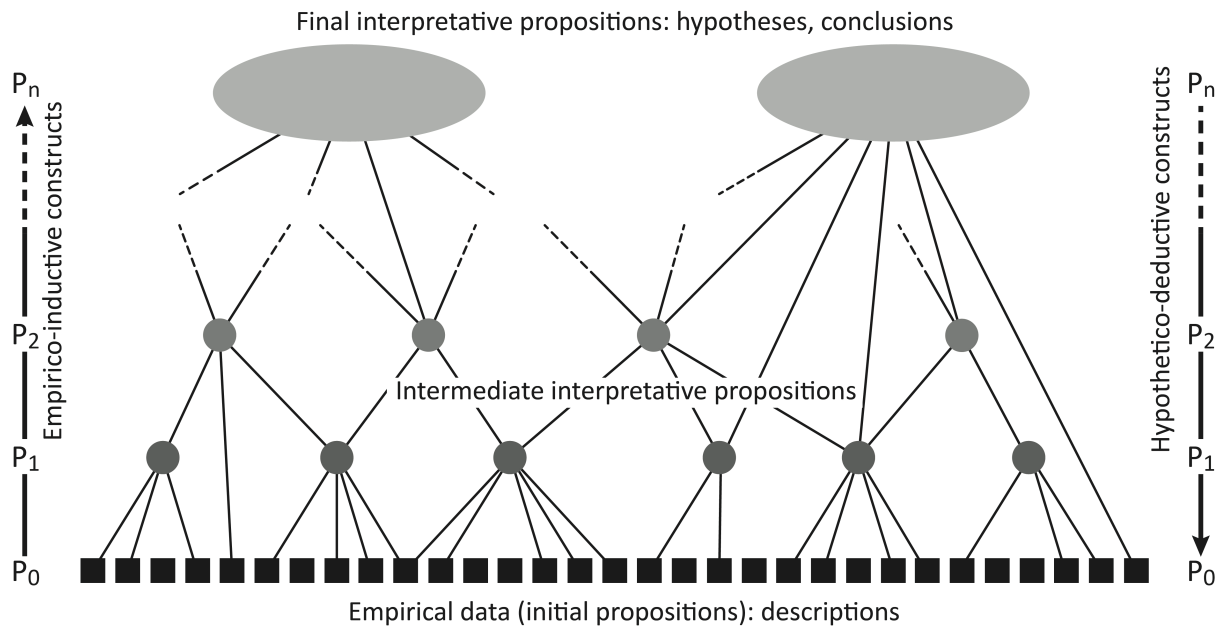 Final interpretative propositions: hypotheses, conclusions
Pn
Pn
Empirico-inductive constructs
Hypothetico-deductive constructs
P2
P2
Intermediate interpretative propositions
P1
P1
P0
P0
Empirical data (initial propositions): descriptions